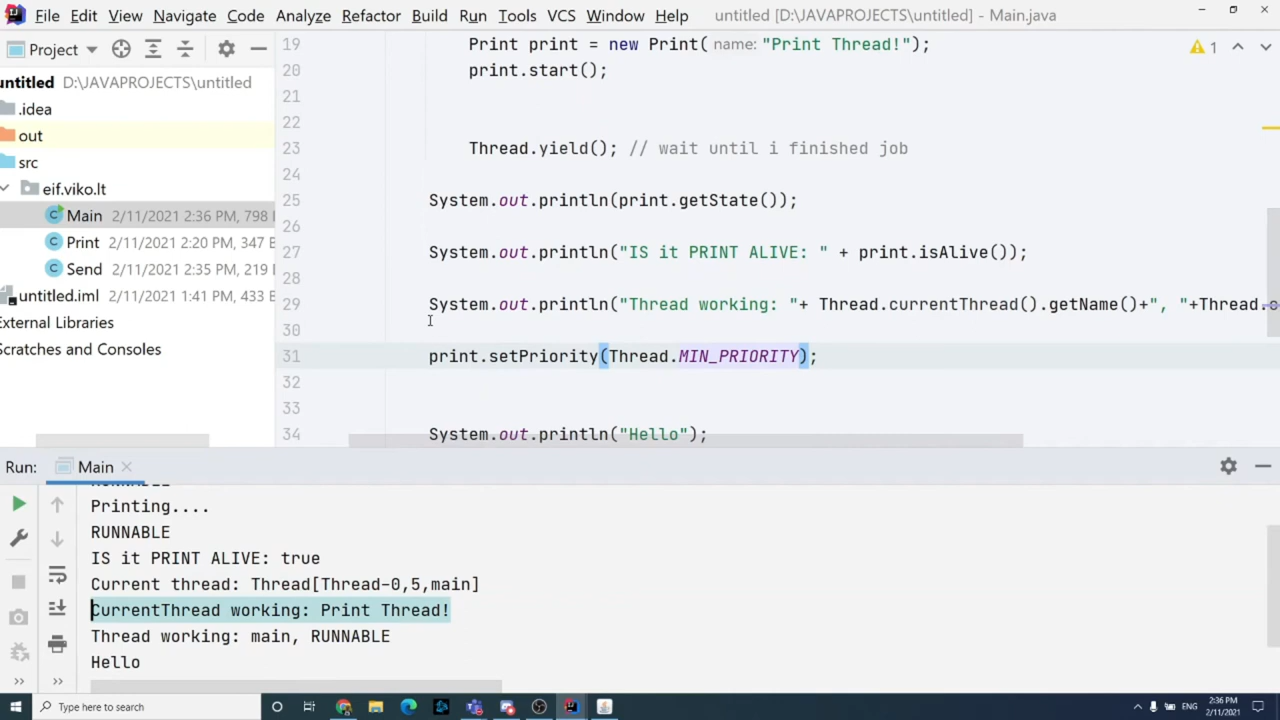 File Edit View Navigate Code Analyze Refactor Build Run Tools VCS Window Help untitled [D:\JAVAPROJECTS\untitled] - Main.java
Project
untitled D:\JAVAPROJECTS\untitled
.idea
out
src
eif.viko.lt
Main 2/11/2021 2:36 PM, 798
Print 2/11/2021 2:20 PM, 347 B
Send 2/11/2021 2:35 PM, 219
untitled.iml 2/11/2021 1:41 PM, 433 B
External Libraries
Scratches and Consoles
19 Print print = new Print( name: "Print Thread!");
20 print.start();
21
22
23 Thread.yield(); // wait until i finished job
24
25 System.out.println(print.getState());
26
27 System.out.println("IS it PRINT ALIVE: " + print.isAlive());
28
29 System.out.println("Thread working: "+ Thread.currentThread().getName()+", "+Thread.c
30
31 print.setPriority(Thread.MIN_PRIORITY);
32
33
34 System.out.println("Hello");
1
Run: Main
RUNNABLE
Printing....
RUNNABLE
IS it PRINT ALIVE: true
Current thread: Thread[Thread-0,5,main]
CurrentThread working: Print Thread!
Thread working: main, RUNNABLE
Hello
Type here to search
ENG
2:36 PM
2/11/2021